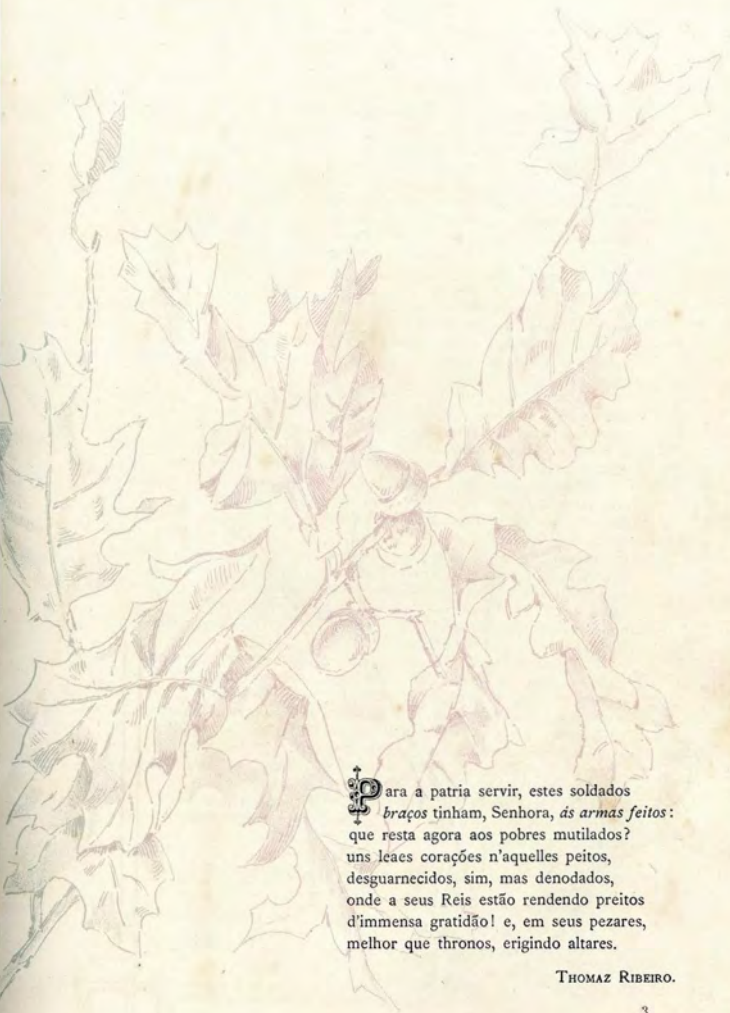 Para a patria servir, estes soldados
braços tinham, Senhora, ás armas feitos:
que resta agora aos pobres mutilados?
uns leaes corações n'aquelles peitos,
desguarnecidos, sim, mas denodados,
onde a seus Reis estão rendendo preitos
d'immensa gratidão! e, em seus pezares,
melhor que thronos, erigindo altares.
Thomaz Ribeiro.
3